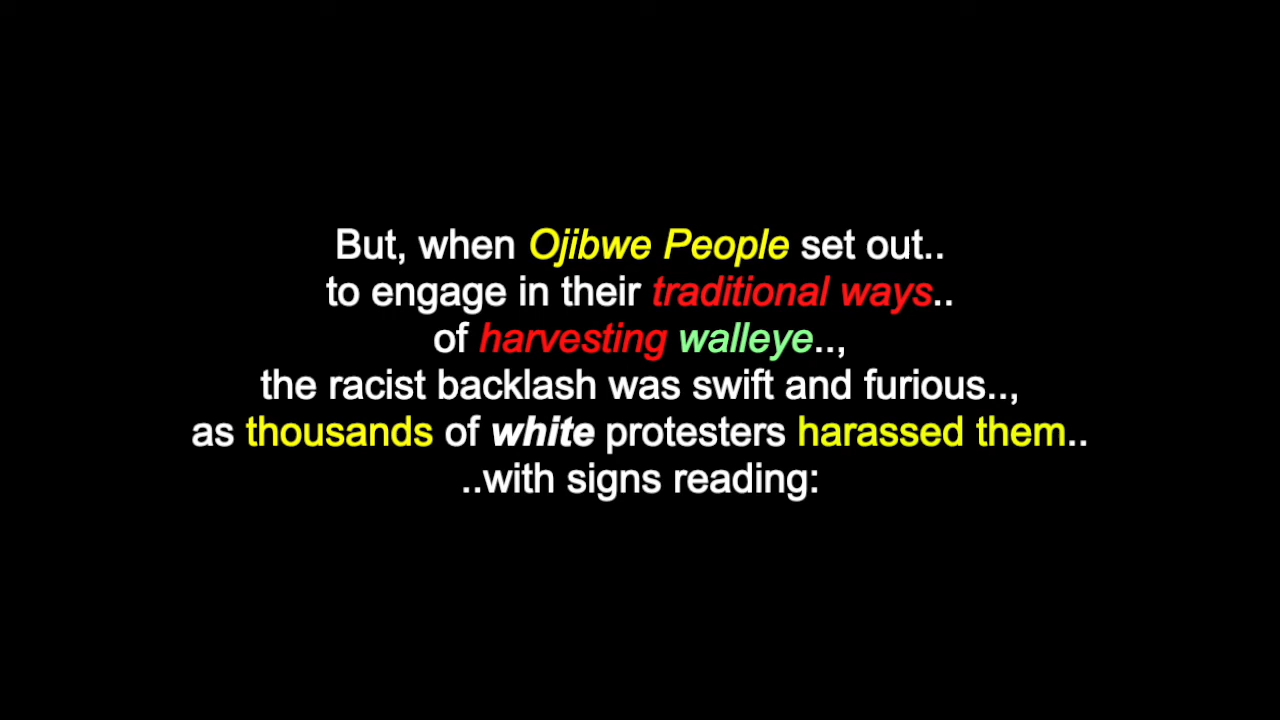 But, when Ojibwe People set out..
to engage in their traditional ways..
of harvesting walleye..,
the racist backlash was swift and furious..,
as thousands of white protesters harassed them..
..with signs reading: